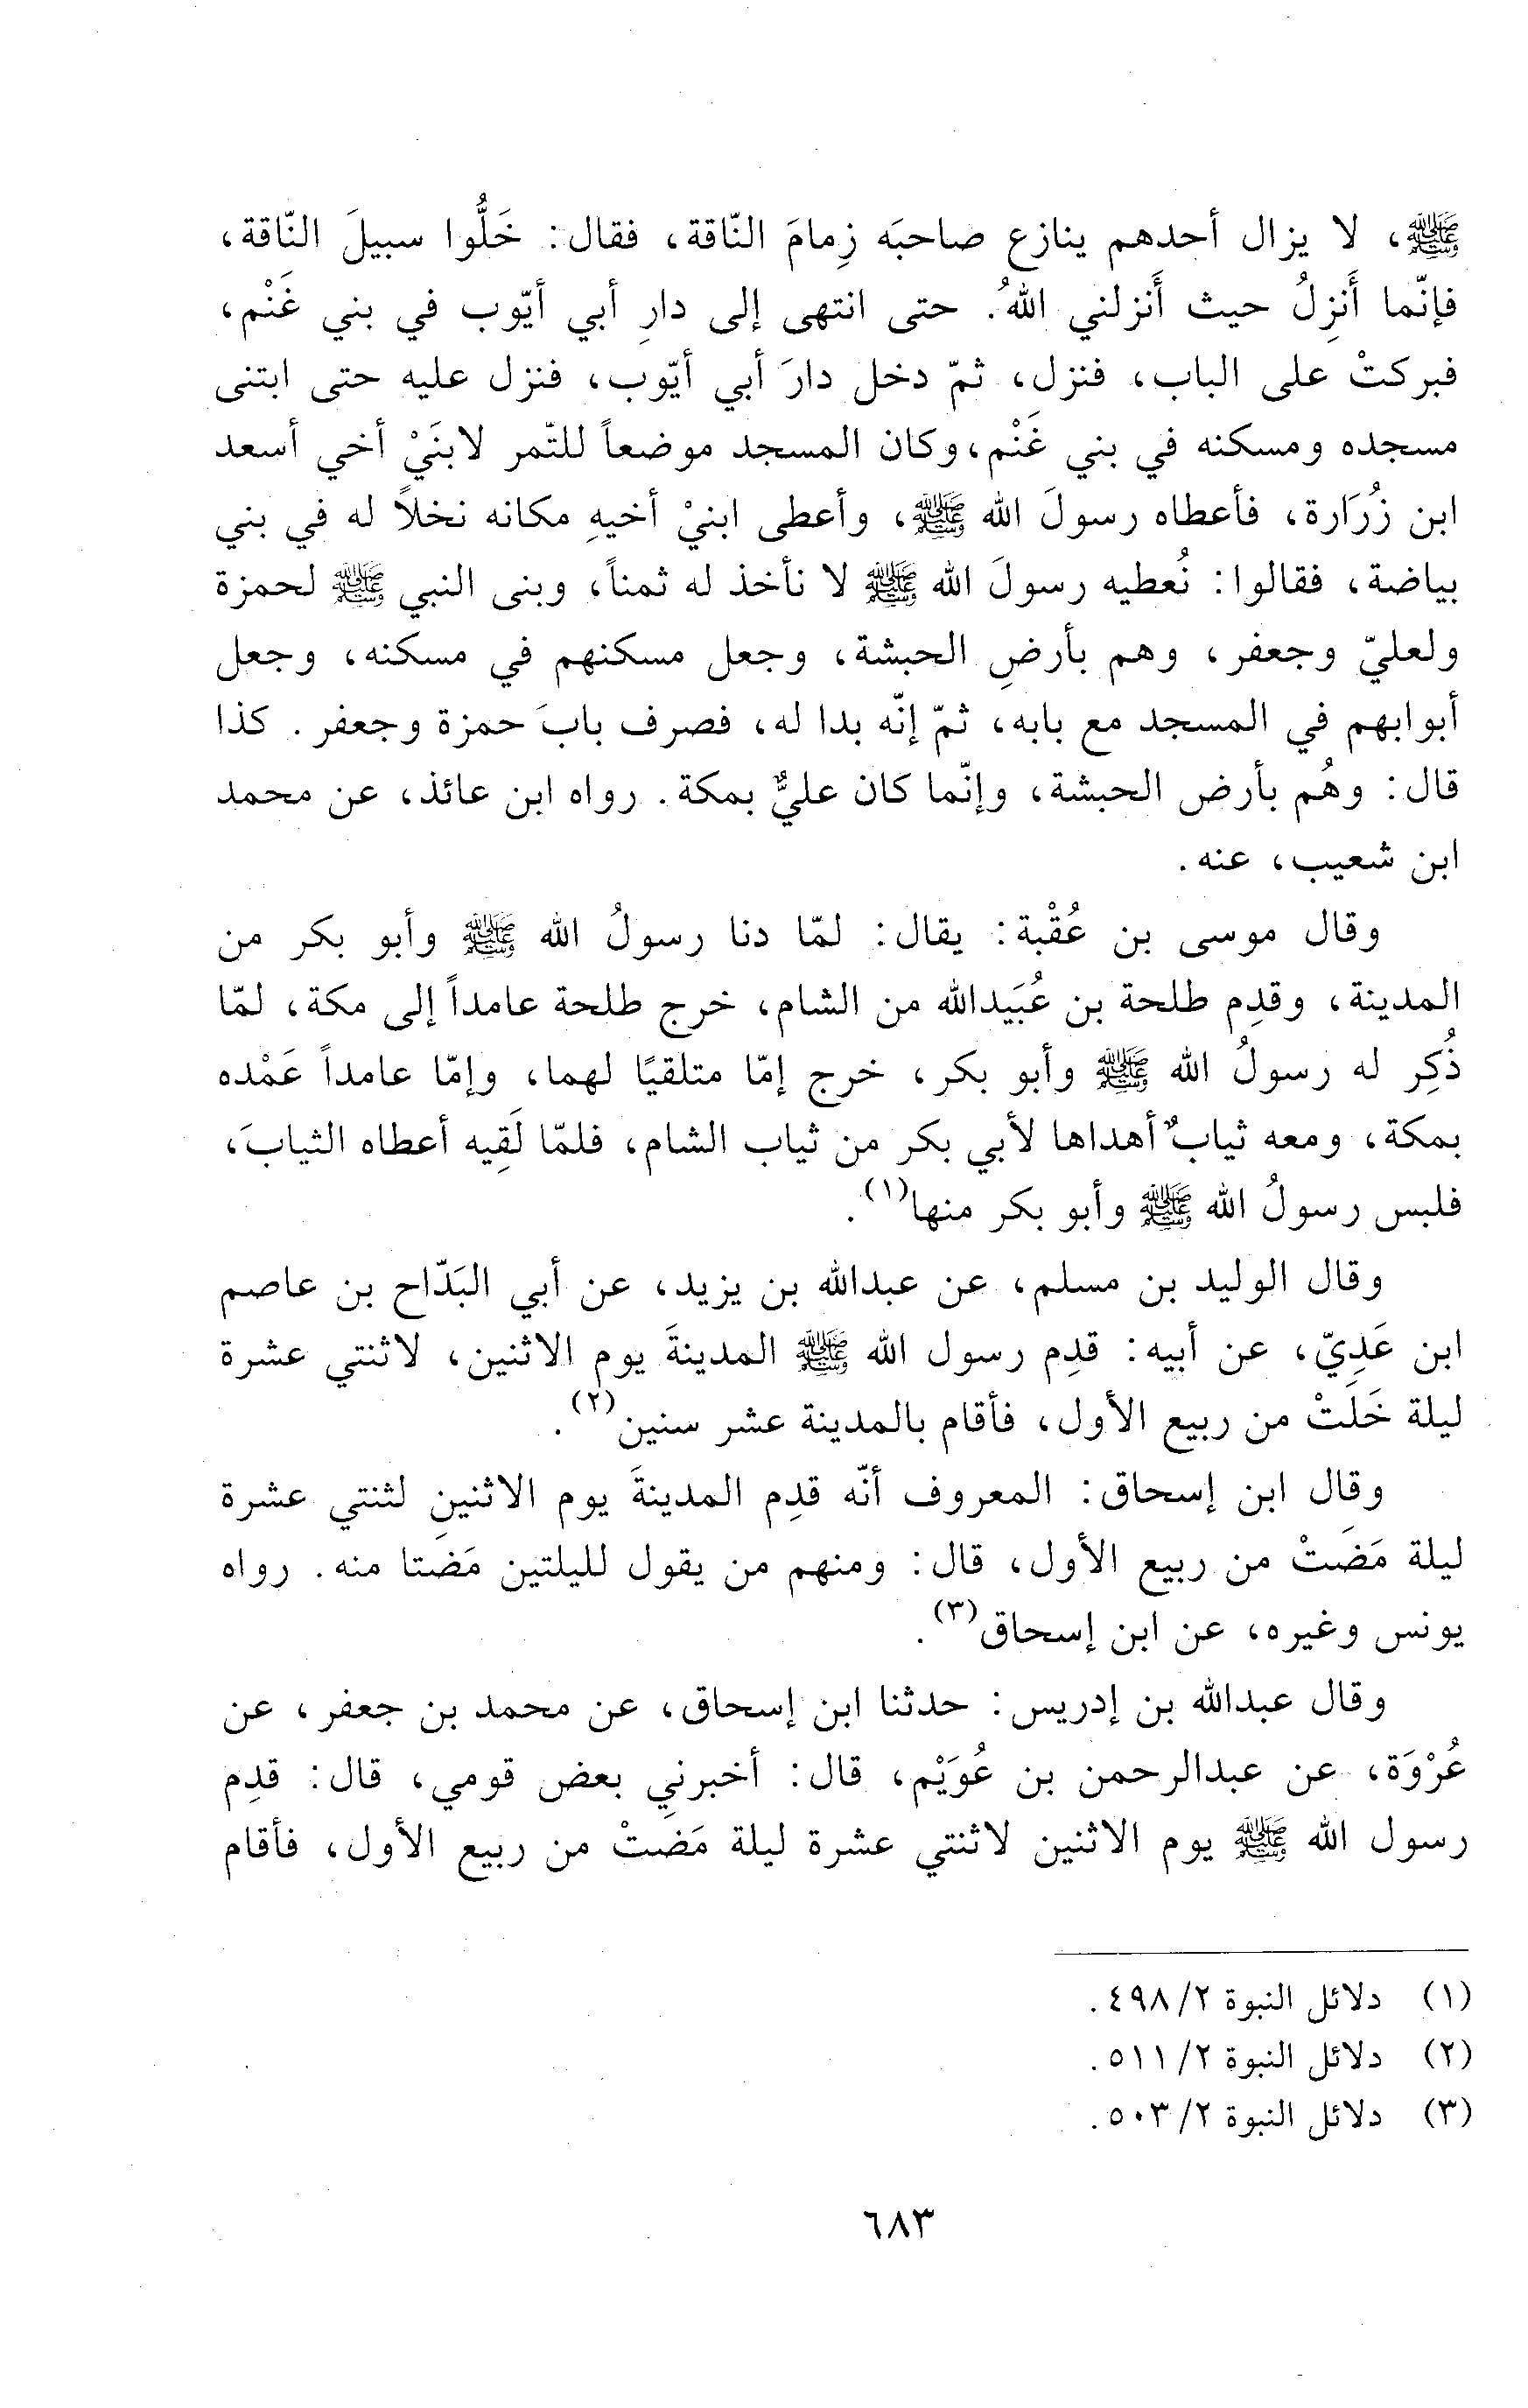 ﷺ، لا يزال أحدهم ينازع صاحبَه زِمامَ النّاقة، فقال: خَلُّوا سبيلَ النّاقة،
فإنّما أَنزِلُ حيث أَنزلني اللهُ. حتى انتهى إلى دارِ أبي أيّوب في بني غَنْم،
فبركتْ على الباب، فنزل، ثمّ دخل دارَ أبي أيّوب، فنزل عليه حتى ابتنى
مسجده ومسكنه في بني غَنْم، وكان المسجد موضعاً للتّمر لابنَيْ أخي أسعد
ابن زُرَارة، فأعطاه رسولَ الله ﷺ، وأعطى ابنيْ أخيهِ مكانه نخلاً له في بني
بياضة، فقالوا: نُعطيه رسولَ الله ﷺ لا نأخذ له ثمناً، وبنى النبي ﷺ لحمزة
ولعليّ وجعفر، وهم بأرضِ الحبشة، وجعل مسكنهم في مسكنه، وجعل
أبوابهم في المسجد مع بابه، ثمّ إنّه بدا له، فصرف بابَ حمزة وجعفر. كذا
قال: وهُم بأرض الحبشة، وإنّما كان عليٌّ بمكة. رواه ابن عائذ، عن محمد
ابن شعيب، عنه.
وقال موسى بن عُقْبة: يقال: لمّا دنا رسولُ الله ﷺ وأبو بكر من
المدينة، وقدِم طلحة بن عُبَيدالله من الشام، خرج طلحة عامداً إلى مكة، لمّا
ذُكِر له رسولُ الله ﷺ وأبو بكر، خرج إمّا متلقيًا لهما، وإمّا عامداً عَمْده
بمكة، ومعه ثيابٌ أهداها لأبي بكر من ثياب الشام، فلمّا لَقِيه أعطاه الثيابَ،
فلبس رسولُ الله ﷺ وأبو بكر منها(١).
وقال الوليد بن مسلم، عن عبدالله بن يزيد، عن أبي البَدّاح بن عاصم
ابن عَدِيّ، عن أبيه: قدِم رسول الله ﷺ المدينةَ يوم الاثنين، لاثنتي عشرة
ليلة خَلَتْ من ربيع الأول، فأقام بالمدينة عشر سنين(٢).
وقال ابن إسحاق: المعروف أنّه قدِم المدينةَ يوم الاثنينِ لثنتي عشرة
ليلة مَضَتْ من ربيع الأول، قال: ومنهم من يقول لليلتين مَضَتا منه. رواه
يونس وغيره، عن ابن إسحاق(٣).
وقال عبدالله بن إدريس: حدثنا ابن إسحاق، عن محمد بن جعفر، عن
عُرْوَة، عن عبدالرحمن بن عُوَيْم، قال: أخبرني بعض قومي، قال: قدِم
رسول الله ﷺ يوم الاثنين لاثنتي عشرة ليلة مَضتْ من ربيع الأول، فأقام
(١) دلائل النبوة ٢/ ٤٩٨.
(٢) دلائل النبوة ٢/ ٥١١.
(٣) دلائل النبوة ٢/ ٥٠٣.
٦٨٣